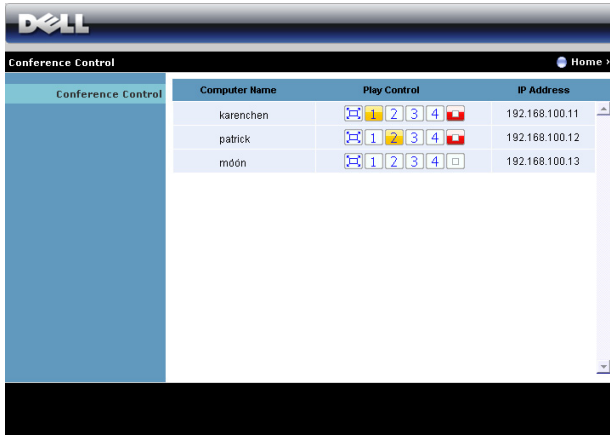 DELL
Conference Control
Home ›
Conference Control
Computer Name Play Control IP Address
karenchen 1 2 3 4 192.168.100.11
patrick 1 2 3 4 192.168.100.12
móón 1 2 3 4 192.168.100.13